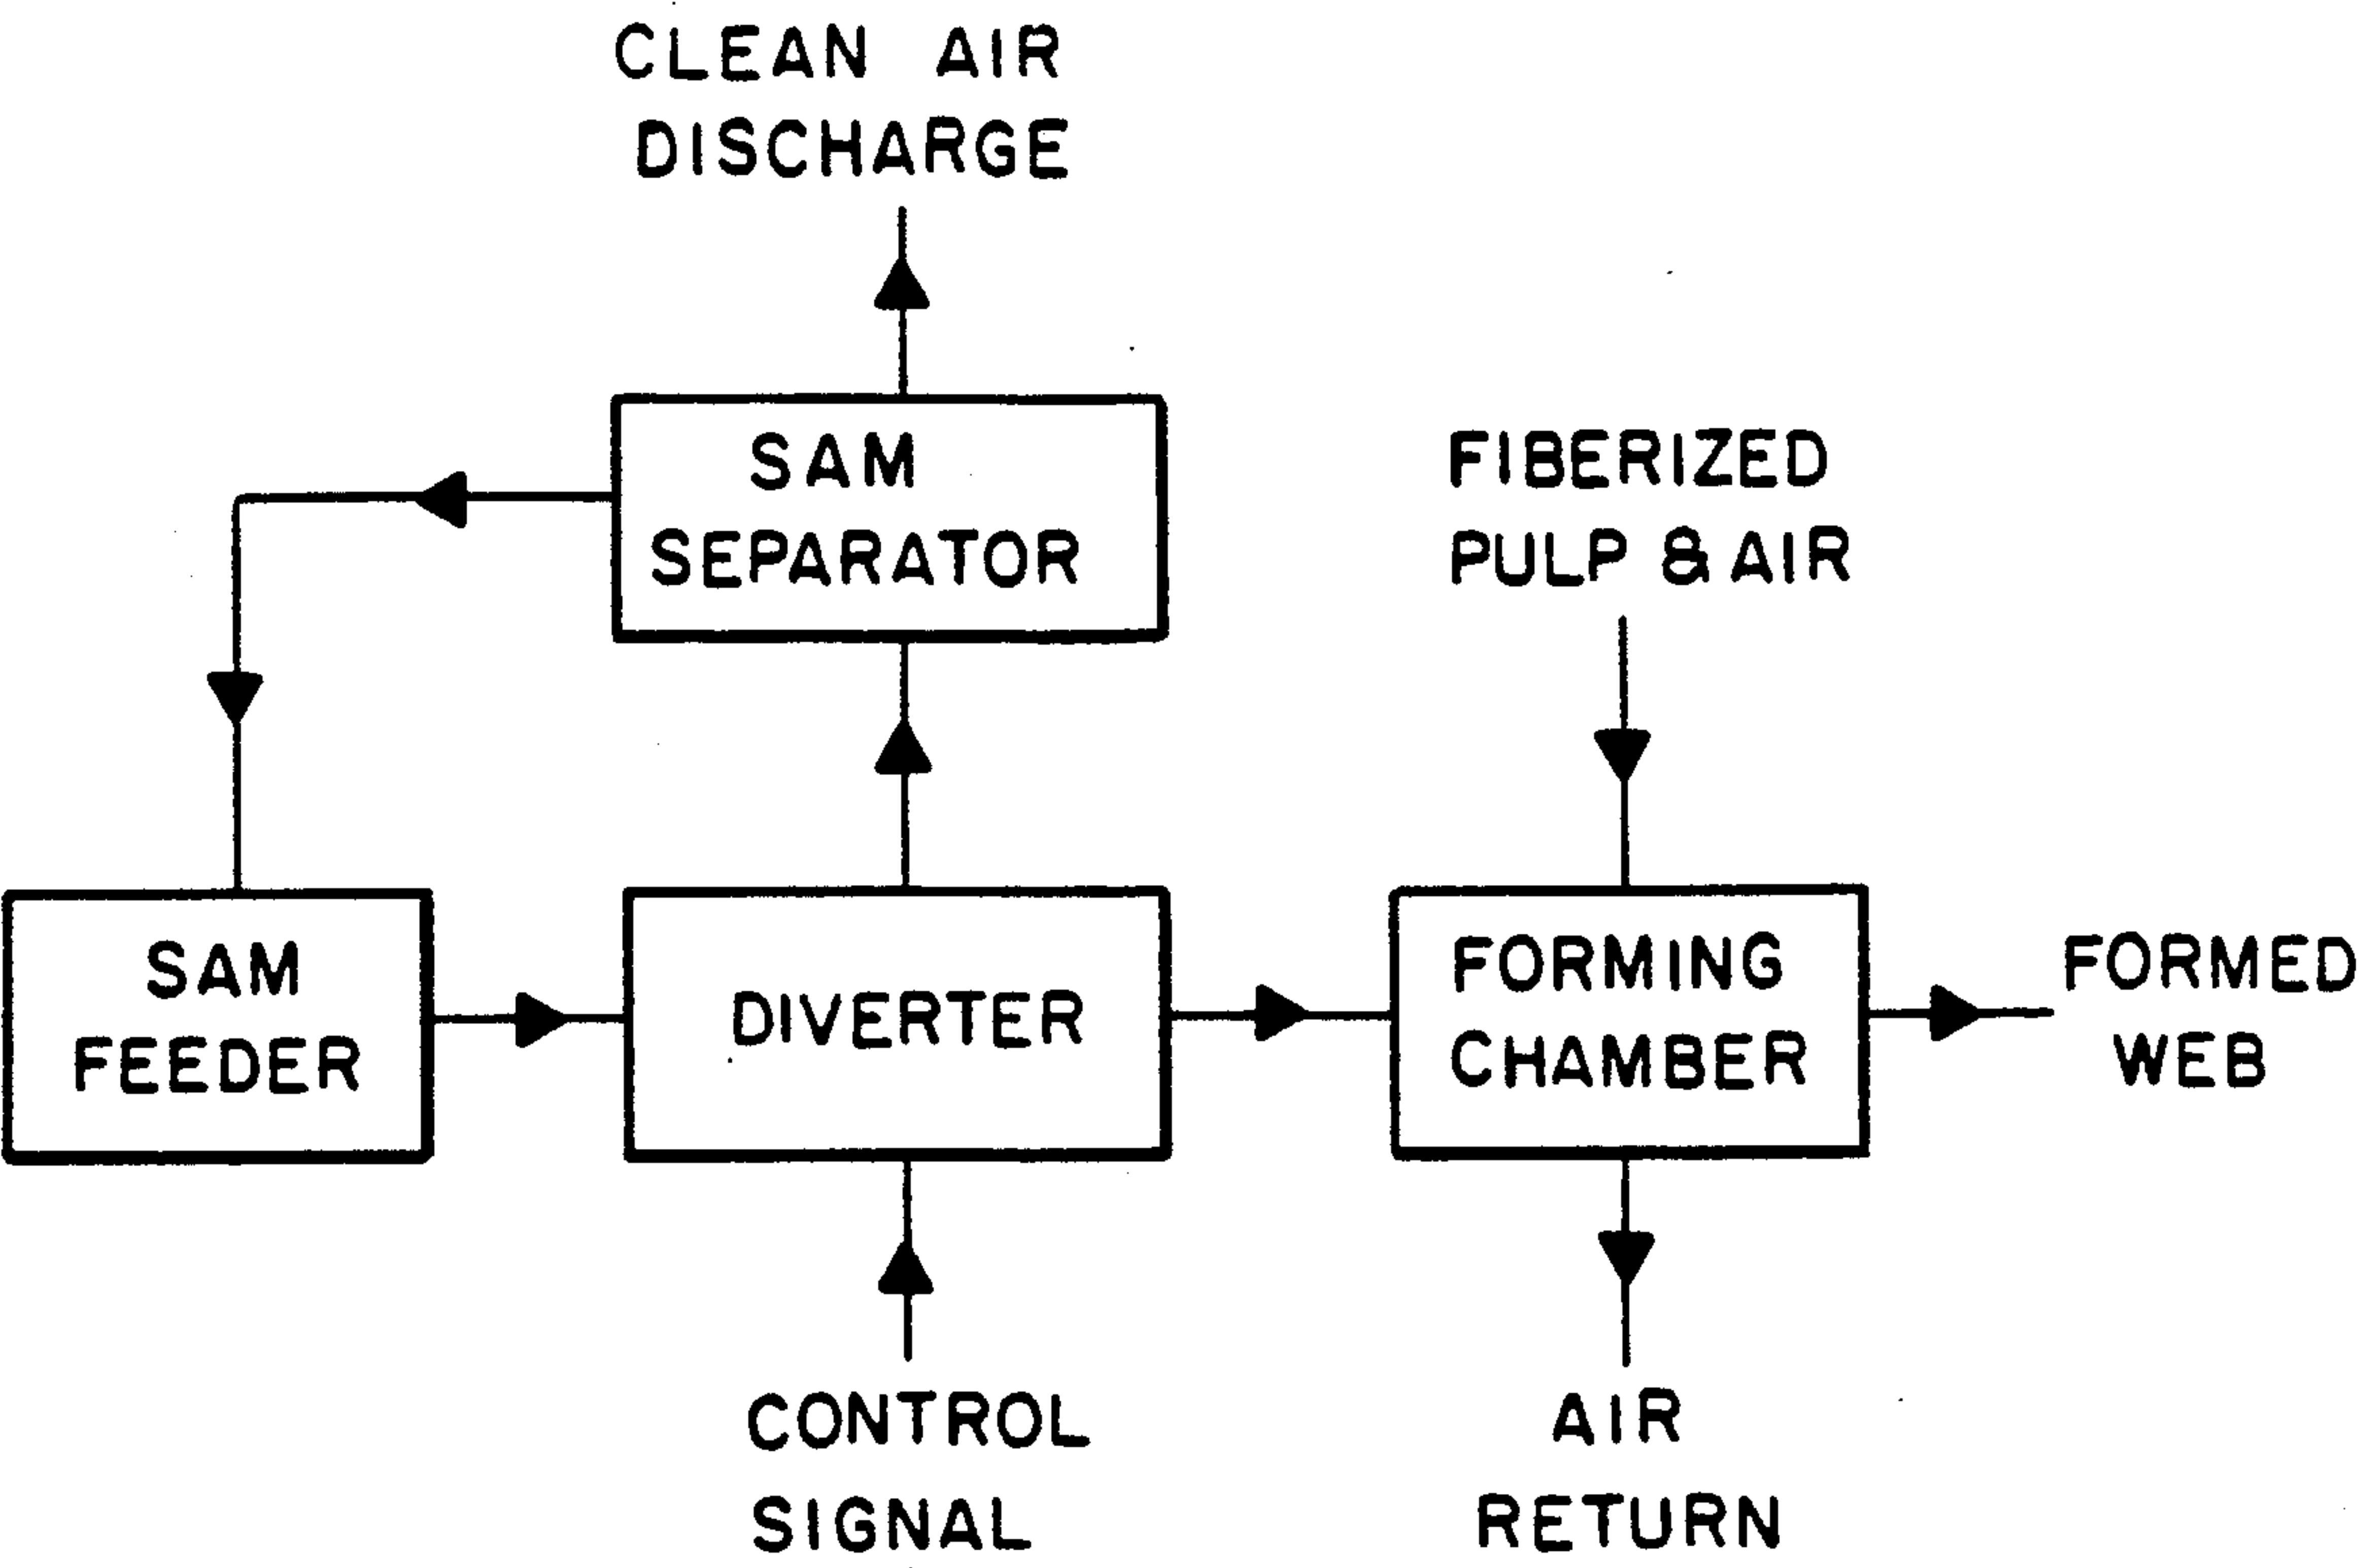 CLEAN AIR
DISCHARGE
SAM
SEPARATOR
FIBERIZED
PULP & AIR
SAM
FEEDER
DIVERTER
FORMING
CHAMBER
FORMED
WEB
CONTROL
SIGNAL
AIR
RETURN